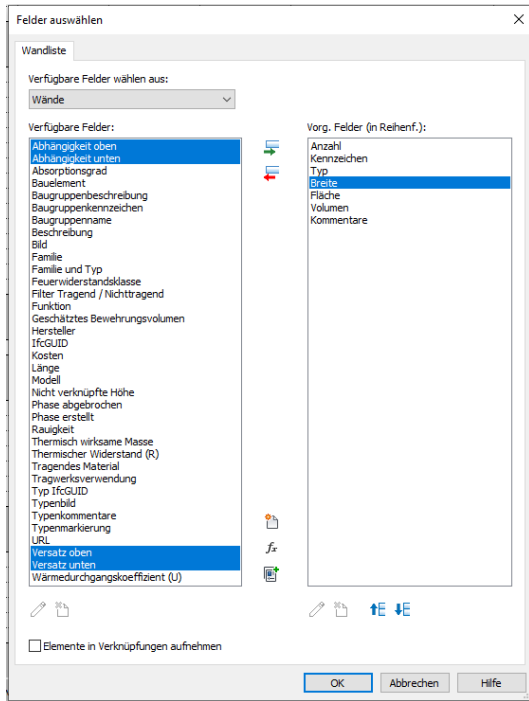 Felder auswählen
Wandliste
Verfügbare Felder wählen aus:
Wände
Verfügbare Felder:
Abhängigkeit oben
Abhängigkeit unten
Absorptionsgrad
Bauelement
Baugruppenbeschreibung
Baugruppenkennzeichen
Baugruppenname
Beschreibung
Bild
Familie
Familie und Typ
Feuerwiderstandsklasse
Filter Tragend / Nichttragend
Funktion
Geschätztes Bewehrungsvolumen
Hersteller
IfcGUID
Kosten
Länge
Modell
Nicht verknüpfte Höhe
Phase abgebrochen
Phase erstellt
Rauigkeit
Thermisch wirksame Masse
Thermischer Widerstand (R)
Tragendes Material
Tragwerksverwendung
Typ IfcGUID
Typenbild
Typenkommentare
Typenmarkierung
URL
Versatz oben
Versatz unten
Wärmedurchgangskoeffizient (U)
fx
Vorg. Felder (in Reihenf.):
Anzahl
Kennzeichen
Typ
Breite
Fläche
Volumen
Kommentare
Elemente in Verknüpfungen aufnehmen
OK
Abbrechen
Hilfe